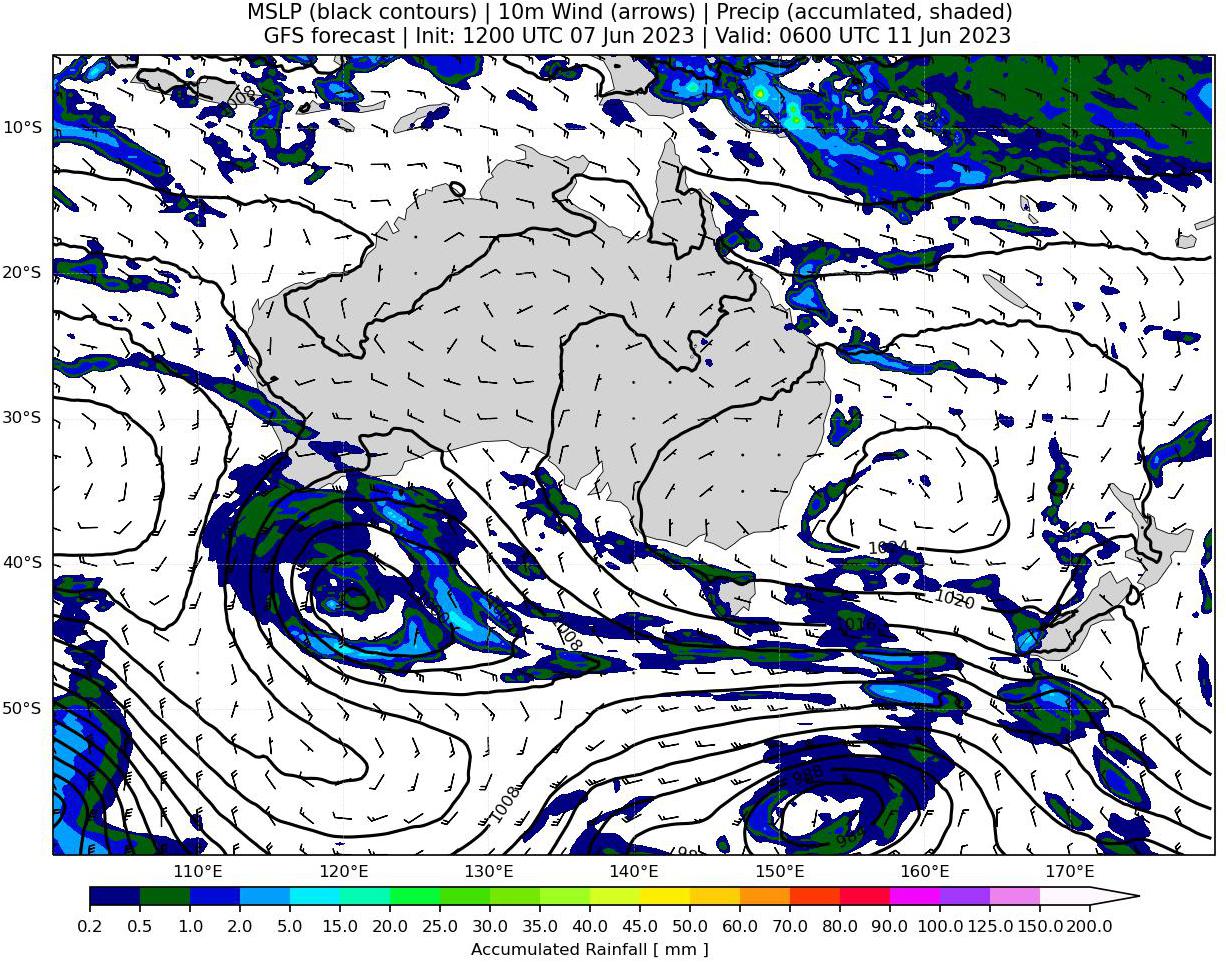 MSLP (black contours) | 10m Wind (arrows) | Precip (accumlated, shaded)
GFS forecast | Init: 1200 UTC 07 Jun 2023 | Valid: 0600 UTC 11 Jun 2023
1008
10°S
20°S
30°S
1024
40°S
1020
1016
1008
50°S
988
1008
110°E 120°E 130°E 140°E 150°E 160°E 170°E
0.2 0.5 1.0 2.0 5.0 10.0 15.0 20.0 25.0 30.0 35.0 40.0 45.0 50.0 60.0 70.0 80.0 90.0 100.0 125.0 150.0 200.0
Accumulated Rainfall [ mm ]